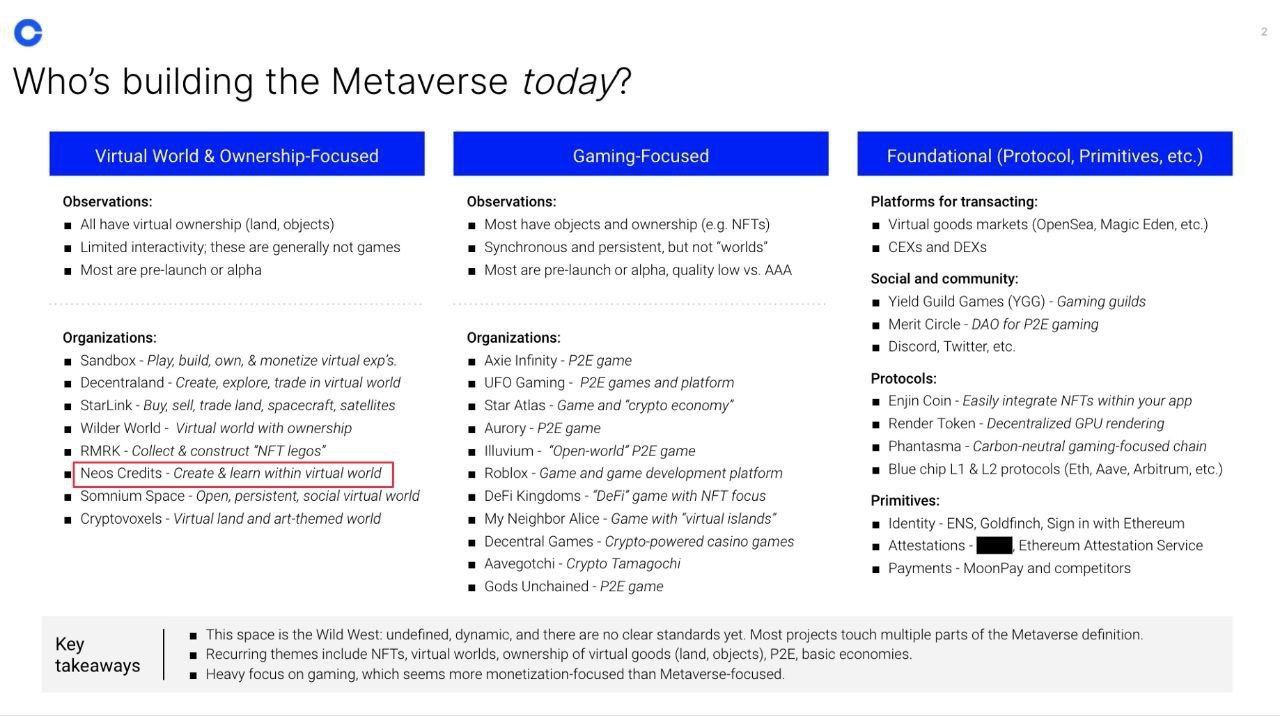 2
Who’s building the Metaverse today?
Virtual World & Ownership-Focused
Observations:
▪ All have virtual ownership (land, objects)
▪ Limited interactivity; these are generally not games
▪ Most are pre-launch or alpha
Organizations:
▪ Sandbox - Play, build, own, & monetize virtual exp’s.
▪ Decentraland - Create, explore, trade in virtual world
▪ StarLink - Buy, sell, trade land, spacecraft, satellites
▪ Wilder World - Virtual world with ownership
▪ RMRK - Collect & construct “NFT legos”
▪ Neos Credits - Create & learn within virtual world
▪ Somnium Space - Open, persistent, social virtual world
▪ Cryptovoxels - Virtual land and art-themed world
Gaming-Focused
Observations:
▪ Most have objects and ownership (e.g. NFTs)
▪ Synchronous and persistent, but not “worlds”
▪ Most are pre-launch or alpha, quality low vs. AAA
Organizations:
▪ Axie Infinity - P2E game
▪ UFO Gaming - P2E games and platform
▪ Star Atlas - Game and “crypto economy”
▪ Aurory - P2E game
▪ Illuvium - “Open-world” P2E game
▪ Roblox - Game and game development platform
▪ DeFi Kingdoms - “DeFi” game with NFT focus
▪ My Neighbor Alice - Game with “virtual islands”
▪ Decentral Games - Crypto-powered casino games
▪ Aavegotchi - Crypto Tamagochi
▪ Gods Unchained - P2E game
Foundational (Protocol, Primitives, etc.)
Platforms for transacting:
▪ Virtual goods markets (OpenSea, Magic Eden, etc.)
▪ CEXs and DEXs
Social and community:
▪ Yield Guild Games (YGG) - Gaming guilds
▪ Merit Circle - DAO for P2E gaming
▪ Discord, Twitter, etc.
Protocols:
▪ Enjin Coin - Easily integrate NFTs within your app
▪ Render Token - Decentralized GPU rendering
▪ Phantasma - Carbon-neutral gaming-focused chain
▪ Blue chip L1 & L2 protocols (Eth, Aave, Arbitrum, etc.)
Primitives:
▪ Identity - ENS, Goldfinch, Sign in with Ethereum
▪ Attestations - , Ethereum Attestation Service
▪ Payments - MoonPay and competitors
Key
takeaways
▪ This space is the Wild West: undefined, dynamic, and there are no clear standards yet. Most projects touch multiple parts of the Metaverse definition.
▪ Recurring themes include NFTs, virtual worlds, ownership of virtual goods (land, objects), P2E, basic economies.
▪ Heavy focus on gaming, which seems more monetization-focused than Metaverse-focused.